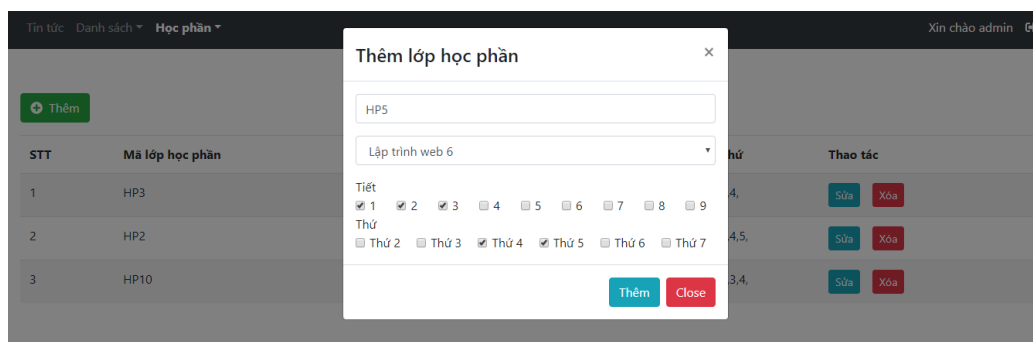 Tin tức Danh sách Học phần Xin chào admin
Thêm lớp học phần ×
Thêm
HP5
Lập trình web 6
STT Mã lớp học phần hứ Thao tác
Tiết
1 2 3 4 5 6 7 8 9
Thứ
Thứ 2 Thứ 3 Thứ 4 Thứ 5 Thứ 6 Thứ 7
1 HP3 4, Sửa Xóa
2 HP2 4,5, Sửa Xóa
3 HP10 3,4, Sửa Xóa
Thêm Close